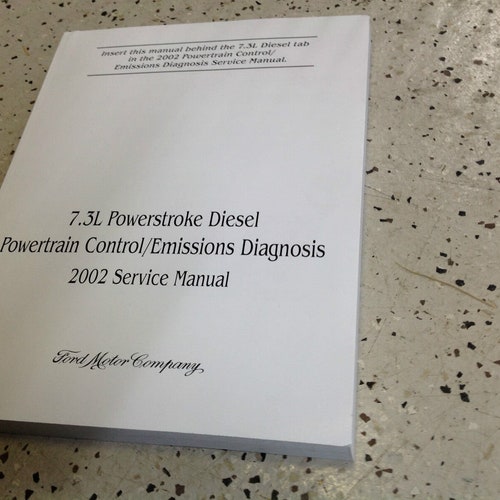 Insert this manual behind the 7.3L Diesel tab
in the 2002 Powertrain Control/
Emissions Diagnosis Service Manual.
7.3L Powerstroke Diesel
Powertrain Control/Emissions Diagnosis
2002 Service Manual
Ford Motor Company